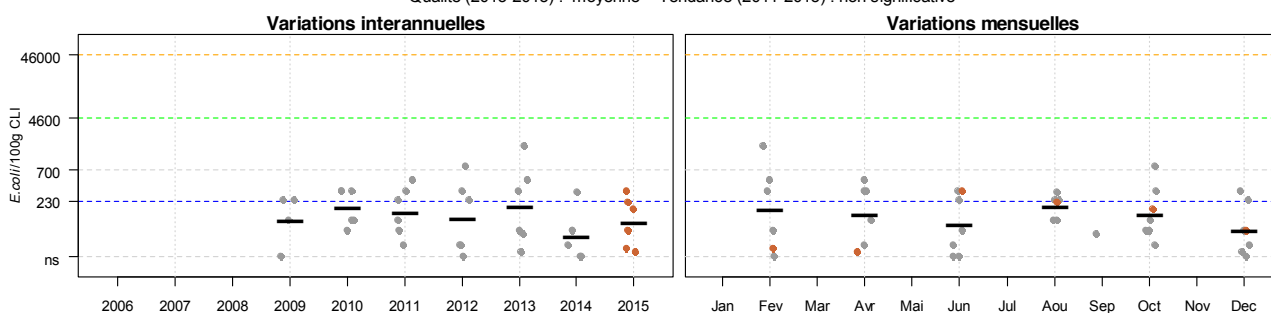 Variations interannuelles
Variations mensuelles
E.coli/100g CLI
46000
4600
700
230
ns
2006 2007 2008 2009 2010 2011 2012 2013 2014 2015
Jan Fev Mar Avr Mai Jun Jul Aou Sep Oct Nov Dec